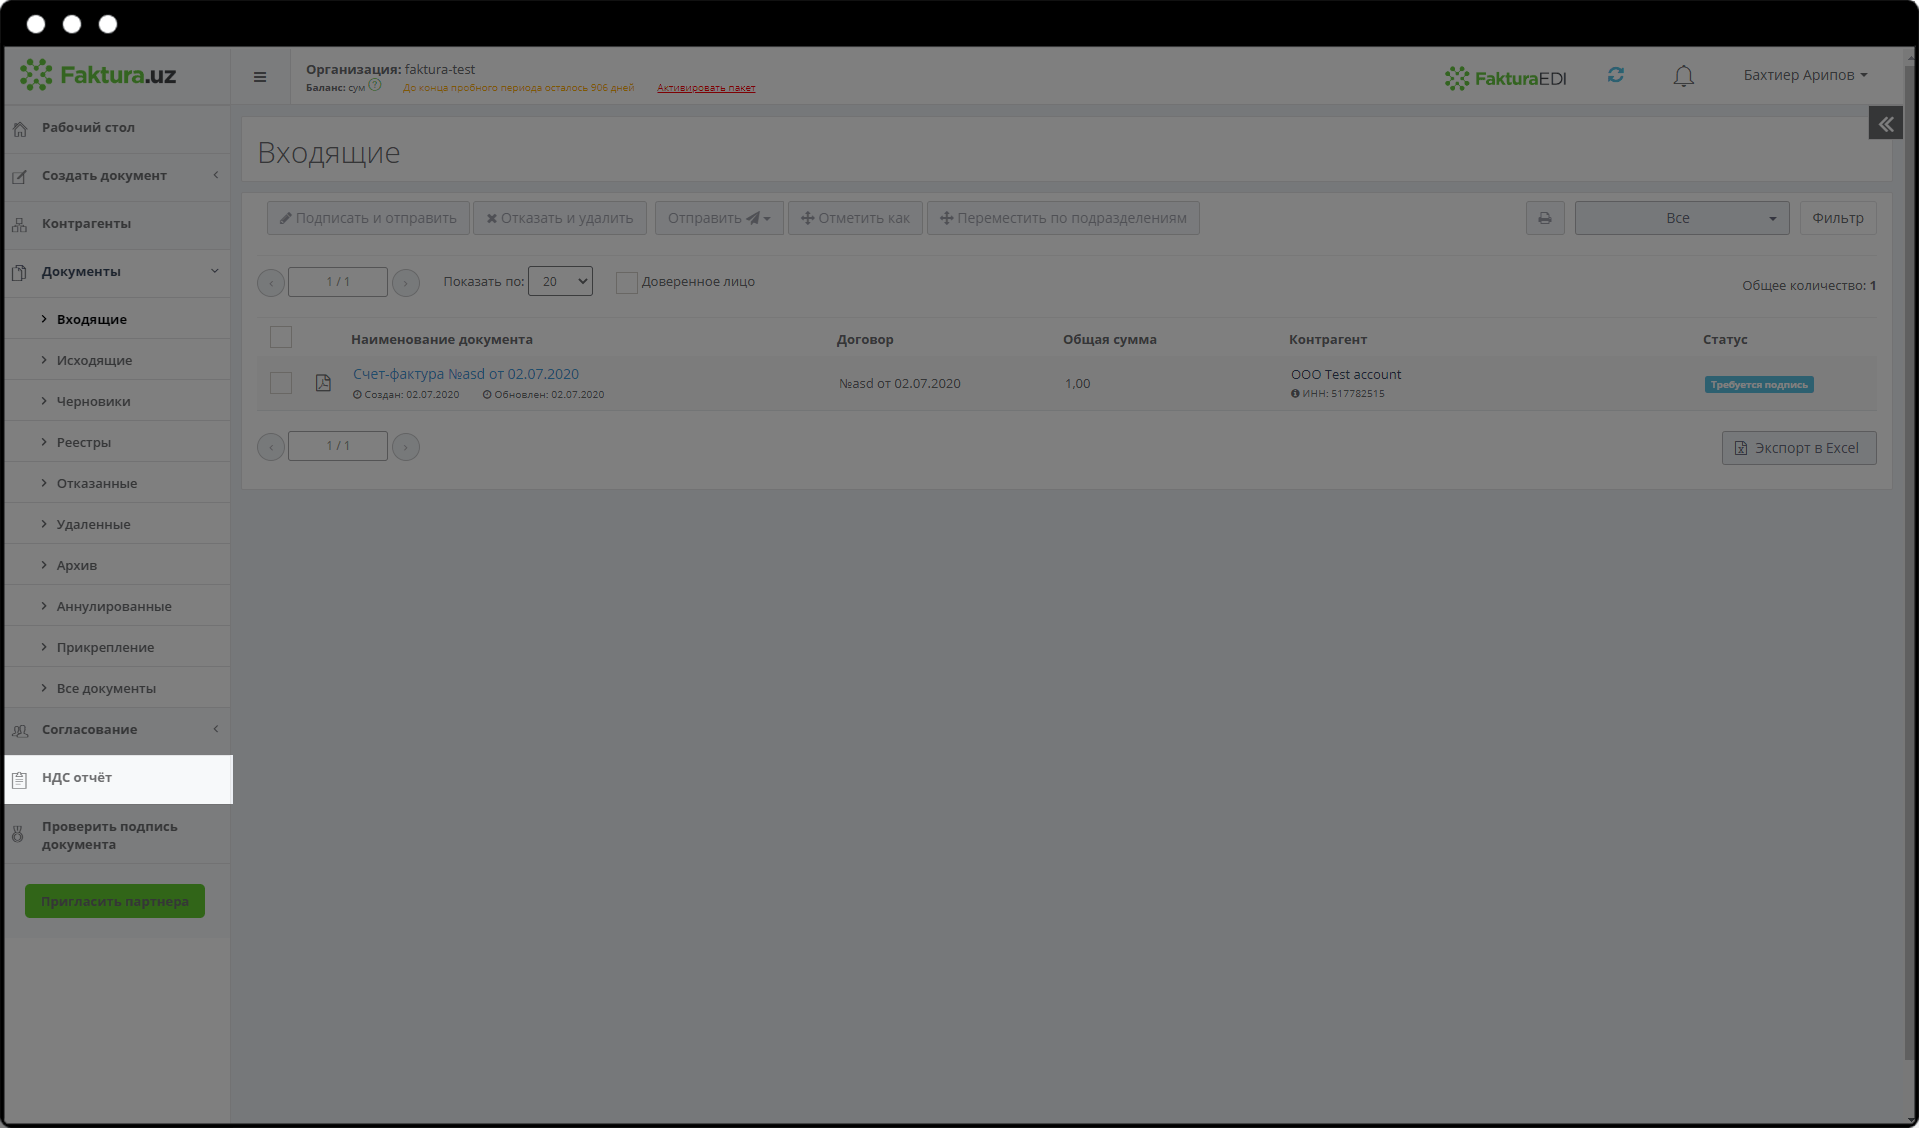 Faktura.uz
Организация: faktura-test
Баланс: сум ? До конца пробного периода осталось 906 дней Активировать пакет
FakturaEDI
Бахтиер Арипов
Рабочий стол
Создать документ
Контрагенты
Документы
Входящие
Исходящие
Черновики
Реестры
Отказанные
Удаленные
Архив
Аннулированные
Прикрепление
Все документы
Согласование
НДС отчёт
Проверить подпись
документа
Пригласить партнера
Входящие
Подписать и отправить Отказать и удалить Отправить Отметить как Переместить по подразделениям Все Фильтр
1 / 1 Показать по: 20 Доверенное лицо Общее количество: 1
Наименование документа Договор Общая сумма Контрагент Статус
Счет-фактура №asd от 02.07.2020 №asd от 02.07.2020 1,00 ООО Test account Требуется подпись
Создан: 02.07.2020 Обновлен: 02.07.2020 ИНН: 517782515
1 / 1 Экспорт в Excel